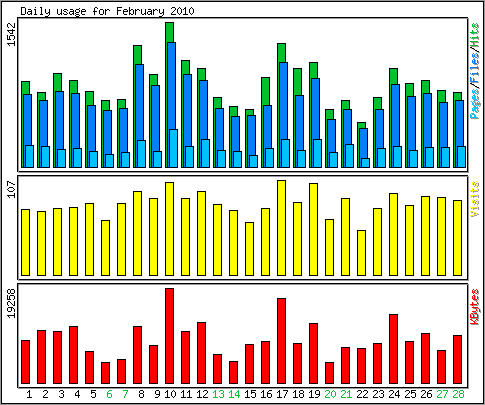 Daily usage for February 2010
1542
Pages/Files/Hits
107
Visits
19258
KBytes
1 2 3 4 5 6 7 8 9 10 11 12 13 14 15 16 17 18 19 20 21 22 23 24 25 26 27 28